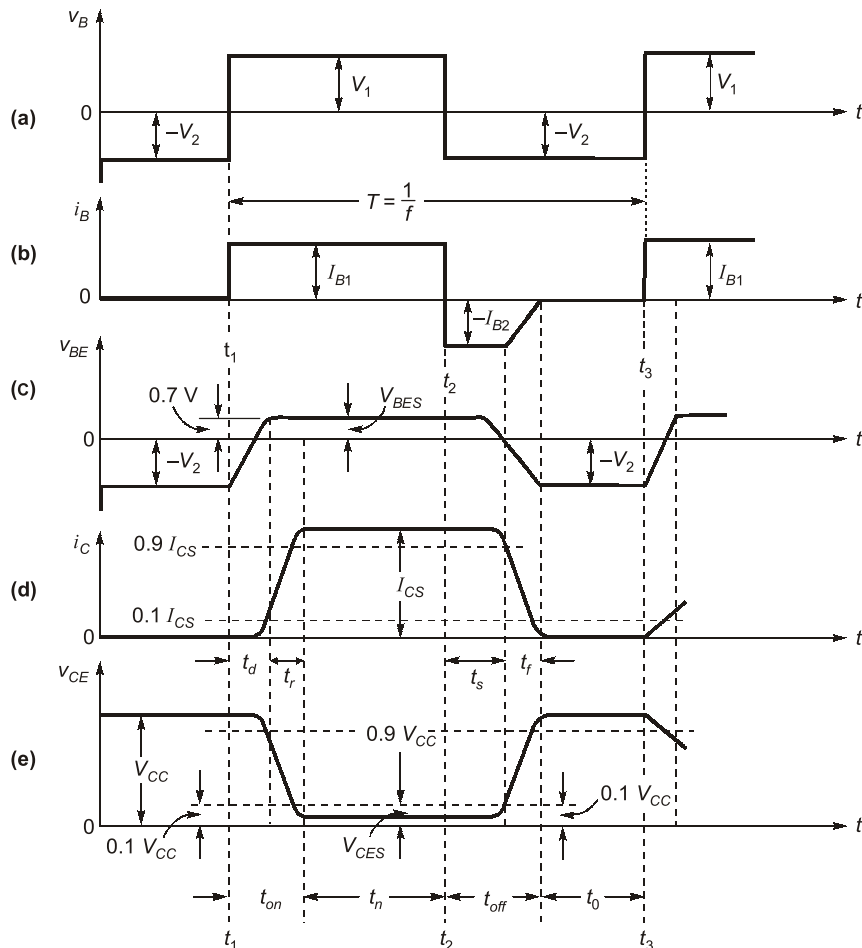 v_B
V_1
V_1
0
t
(a)
–V_2
–V_2
T = 1/f
i_B
(b)
I_B1
I_B1
0
t
–I_B2
v_BE
t_1
t_2
t_3
(c)
0.7 V
V_BES
0
t
–V_2
–V_2
i_C
0.9 I_CS
(d)
I_CS
0.1 I_CS
0
t
t_d
t_r
t_s
t_f
v_CE
0.9 V_CC
(e)
V_CC
0.1 V_CC
0
t
0.1 V_CC
V_CES
t_on
t_n
t_off
t_0
t_1
t_2
t_3